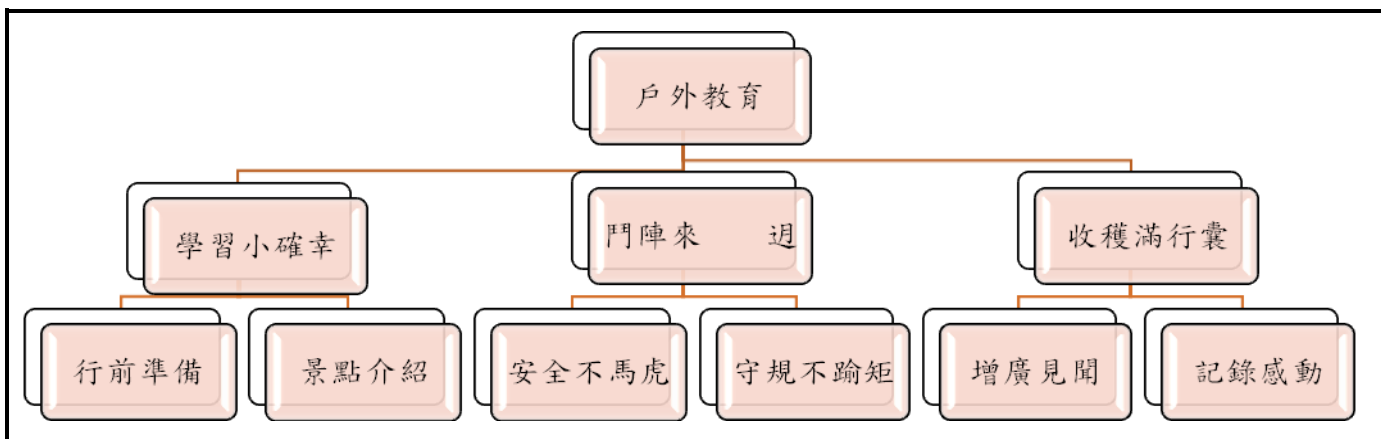 戶外教育
學習小確幸
鬥陣來 迌
收穫滿行囊
行前準備
景點介紹
安全不馬虎
守規不踰矩
增廣見聞
記錄感動